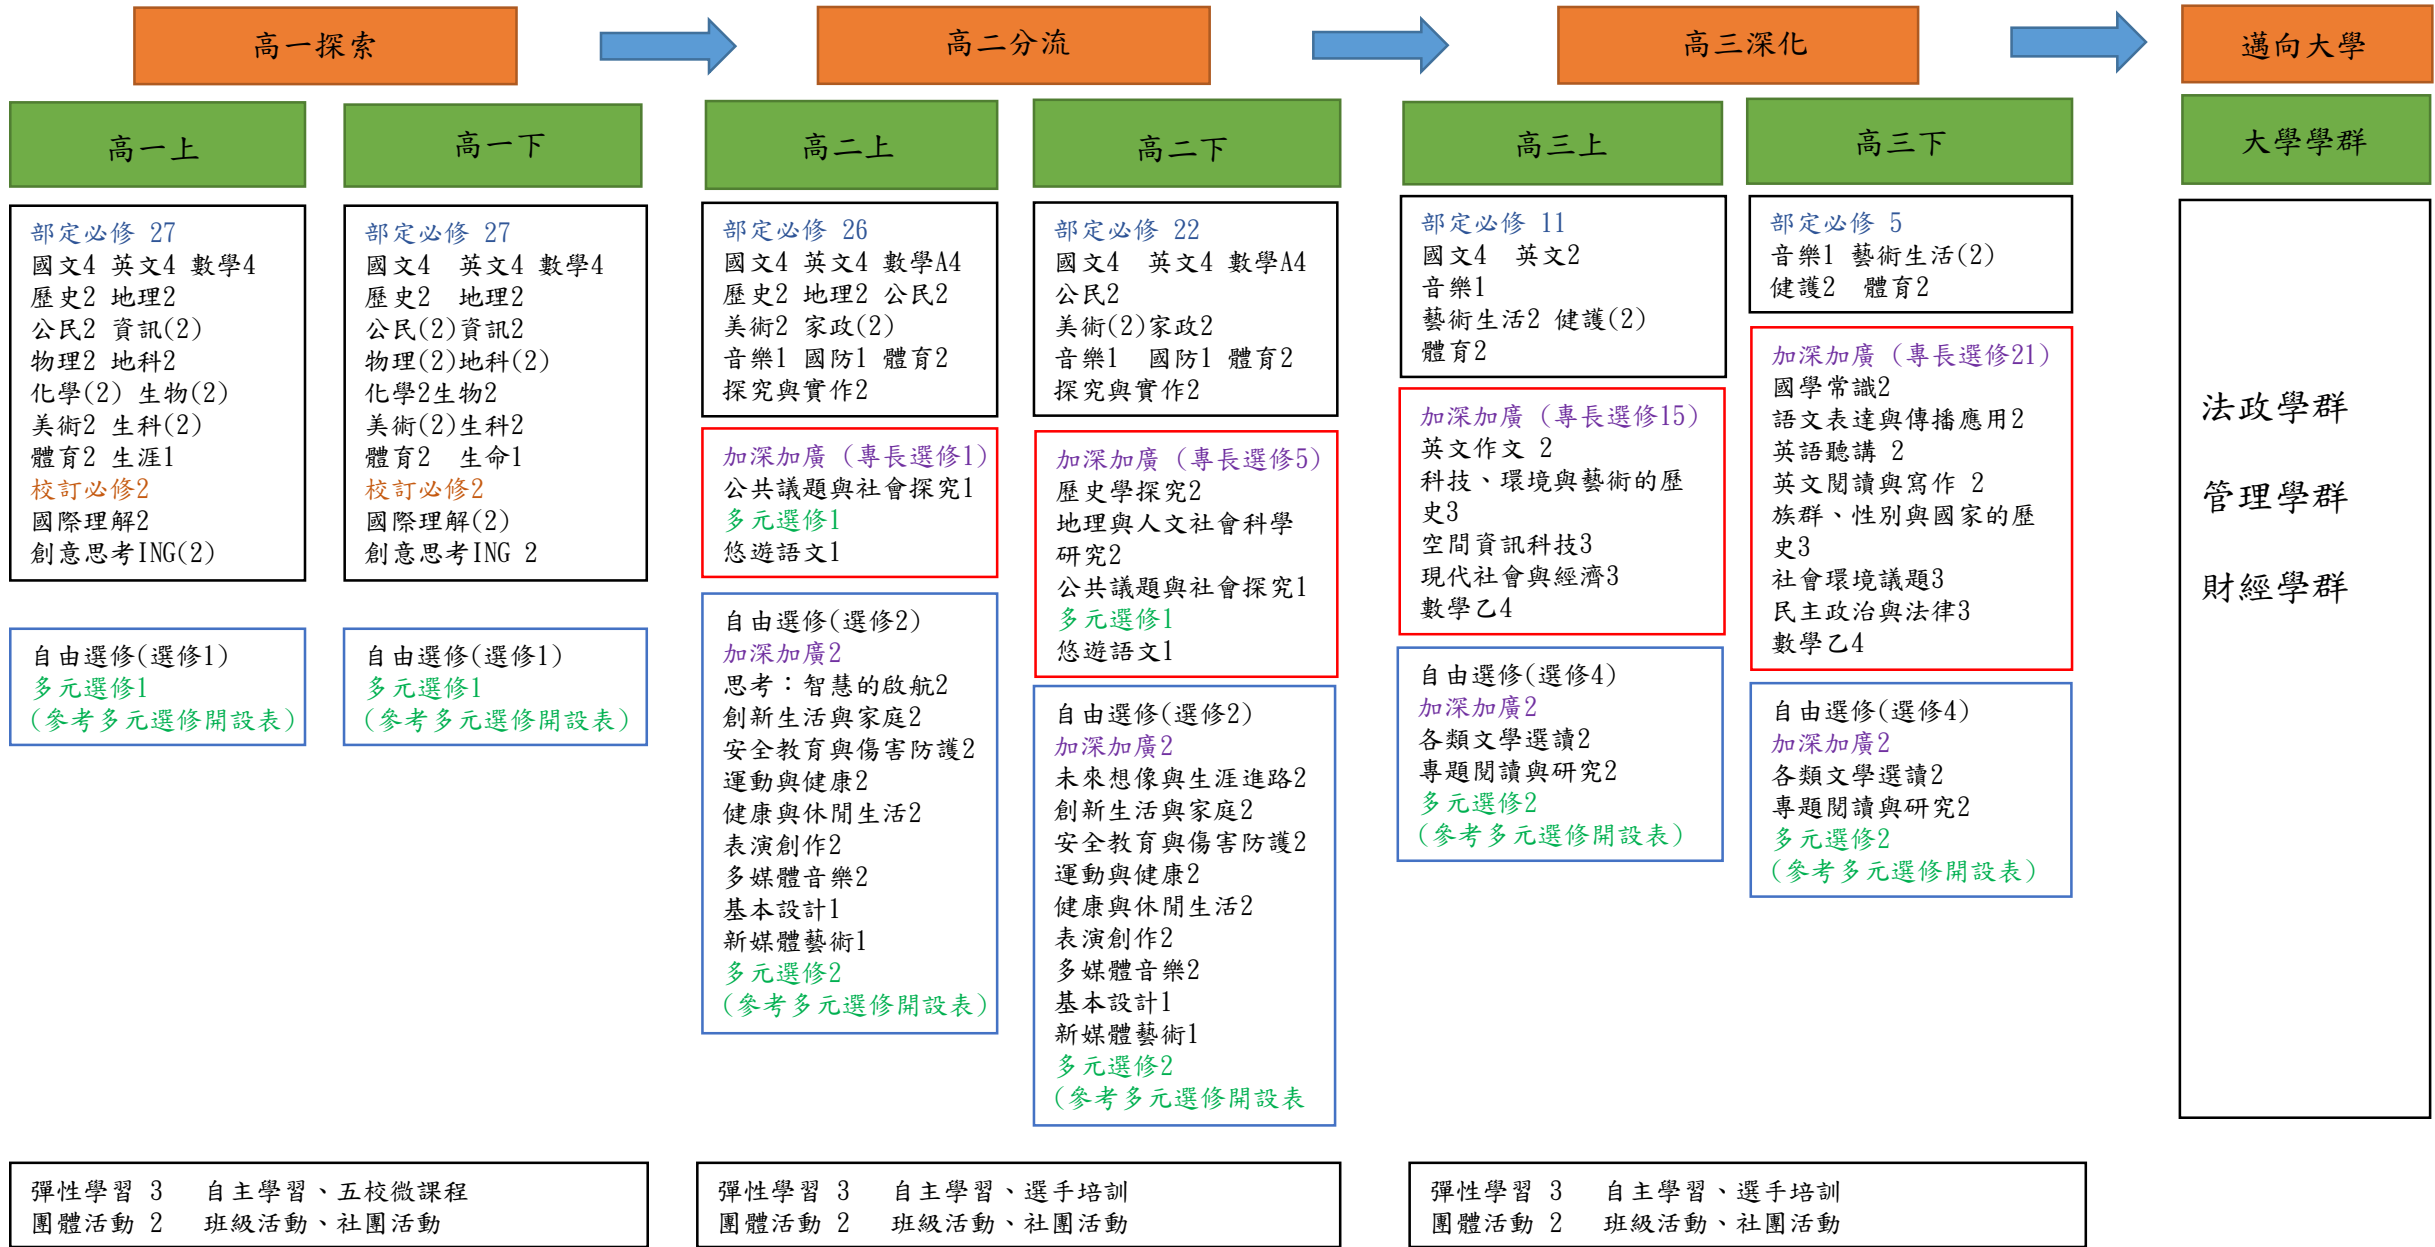 高一探索
高二分流
高三深化
邁向大學
高一上
高一下
高二上
高二下
高三上
高三下
大學學群
部定必修 27
國文4 英文4 數學4
歷史2 地理2
公民2 資訊(2)
物理2 地科2
化學(2) 生物(2)
美術2 生科(2)
體育2 生涯1
校訂必修2
國際理解2
創意思考ING(2)
自由選修(選修1)
多元選修1
(參考多元選修開設表)
部定必修 27
國文4 英文4 數學4
歷史2 地理2
公民(2)資訊2
物理(2)地科(2)
化學2生物2
美術(2)生科2
體育2 生命1
校訂必修2
國際理解(2)
創意思考ING 2
自由選修(選修1)
多元選修1
(參考多元選修開設表)
部定必修 26
國文4 英文4 數學A4
歷史2 地理2 公民2
美術2 家政(2)
音樂1 國防1 體育2
探究與實作2
加深加廣 (專長選修1)
公共議題與社會探究1
多元選修1
悠遊語文1
自由選修(選修2)
加深加廣2
思考：智慧的啟航2
創新生活與家庭2
安全教育與傷害防護2
運動與健康2
健康與休閒生活2
表演創作2
多媒體音樂2
基本設計1
新媒體藝術1
多元選修2
(參考多元選修開設表)
部定必修 22
國文4 英文4 數學A4
公民2
美術(2)家政2
音樂1 國防1 體育2
探究與實作2
加深加廣 (專長選修5)
歷史學探究2
地理與人文社會科學
研究2
公共議題與社會探究1
多元選修1
悠遊語文1
自由選修(選修2)
加深加廣2
未來想像與生涯進路2
創新生活與家庭2
安全教育與傷害防護2
運動與健康2
健康與休閒生活2
表演創作2
多媒體音樂2
基本設計1
新媒體藝術1
多元選修2
(參考多元選修開設表
部定必修 11
國文4 英文2
音樂1
藝術生活2 健護(2)
體育2
加深加廣 (專長選修15)
英文作文 2
科技、環境與藝術的歷
史3
空間資訊科技3
現代社會與經濟3
數學乙4
自由選修(選修4)
加深加廣2
各類文學選讀2
專題閱讀與研究2
多元選修2
(參考多元選修開設表)
部定必修 5
音樂1 藝術生活(2)
健護2 體育2
加深加廣 (專長選修21)
國學常識2
語文表達與傳播應用2
英語聽講 2
英文閱讀與寫作 2
族群、性別與國家的歷
史3
社會環境議題3
民主政治與法律3
數學乙4
自由選修(選修4)
加深加廣2
各類文學選讀2
專題閱讀與研究2
多元選修2
(參考多元選修開設表)
法政學群
管理學群
財經學群
彈性學習 3 自主學習、五校微課程
團體活動 2 班級活動、社團活動
彈性學習 3 自主學習、選手培訓
團體活動 2 班級活動、社團活動
彈性學習 3 自主學習、選手培訓
團體活動 2 班級活動、社團活動